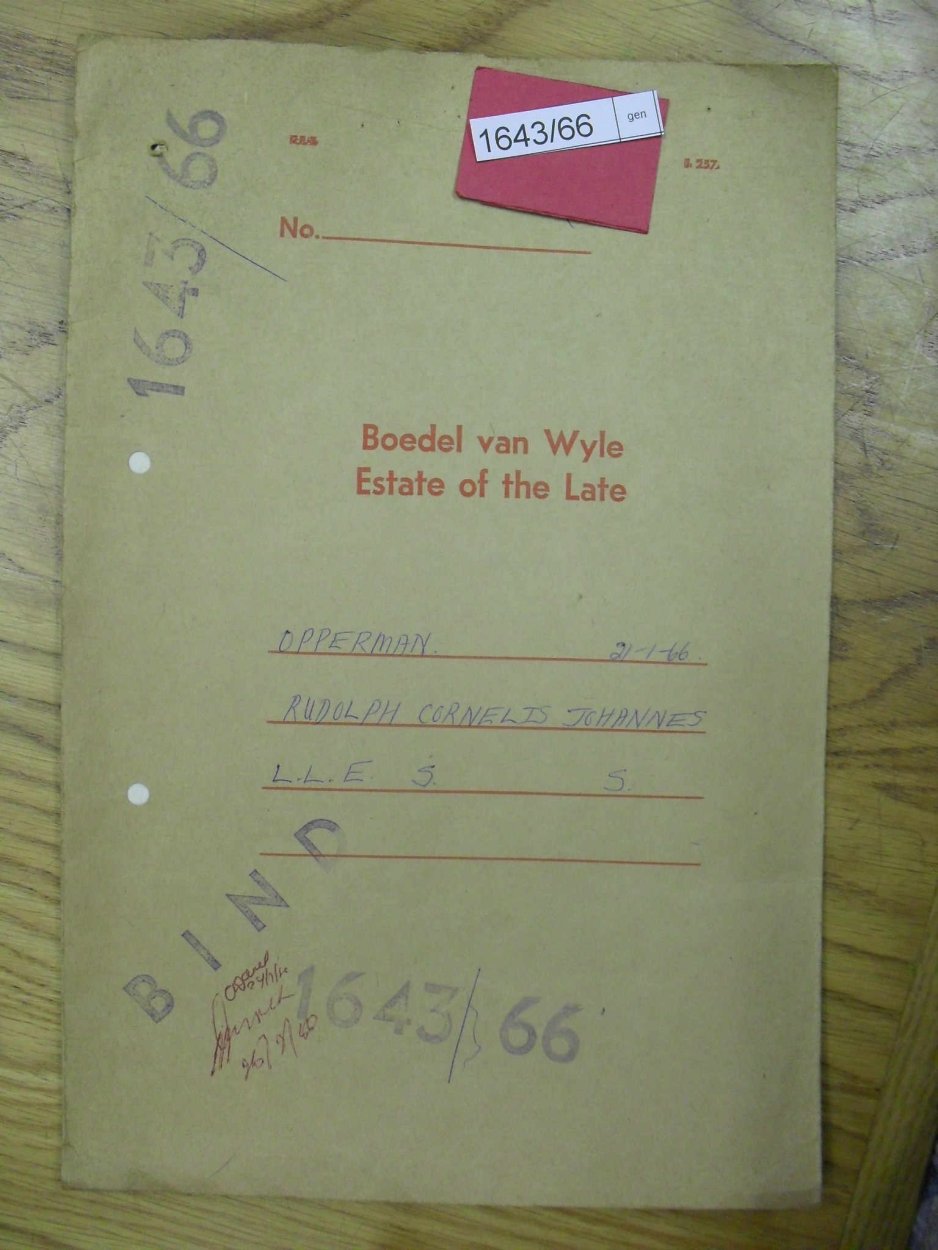 1643/66 gen
1643/66
J. 257.
No.
Boedel van Wyle
Estate of the Late
OPPERMAN. 21-1-66.
RUDOLPH CORNELIS JOHANNES
L.L.E. S. S.
BIND
1643/66